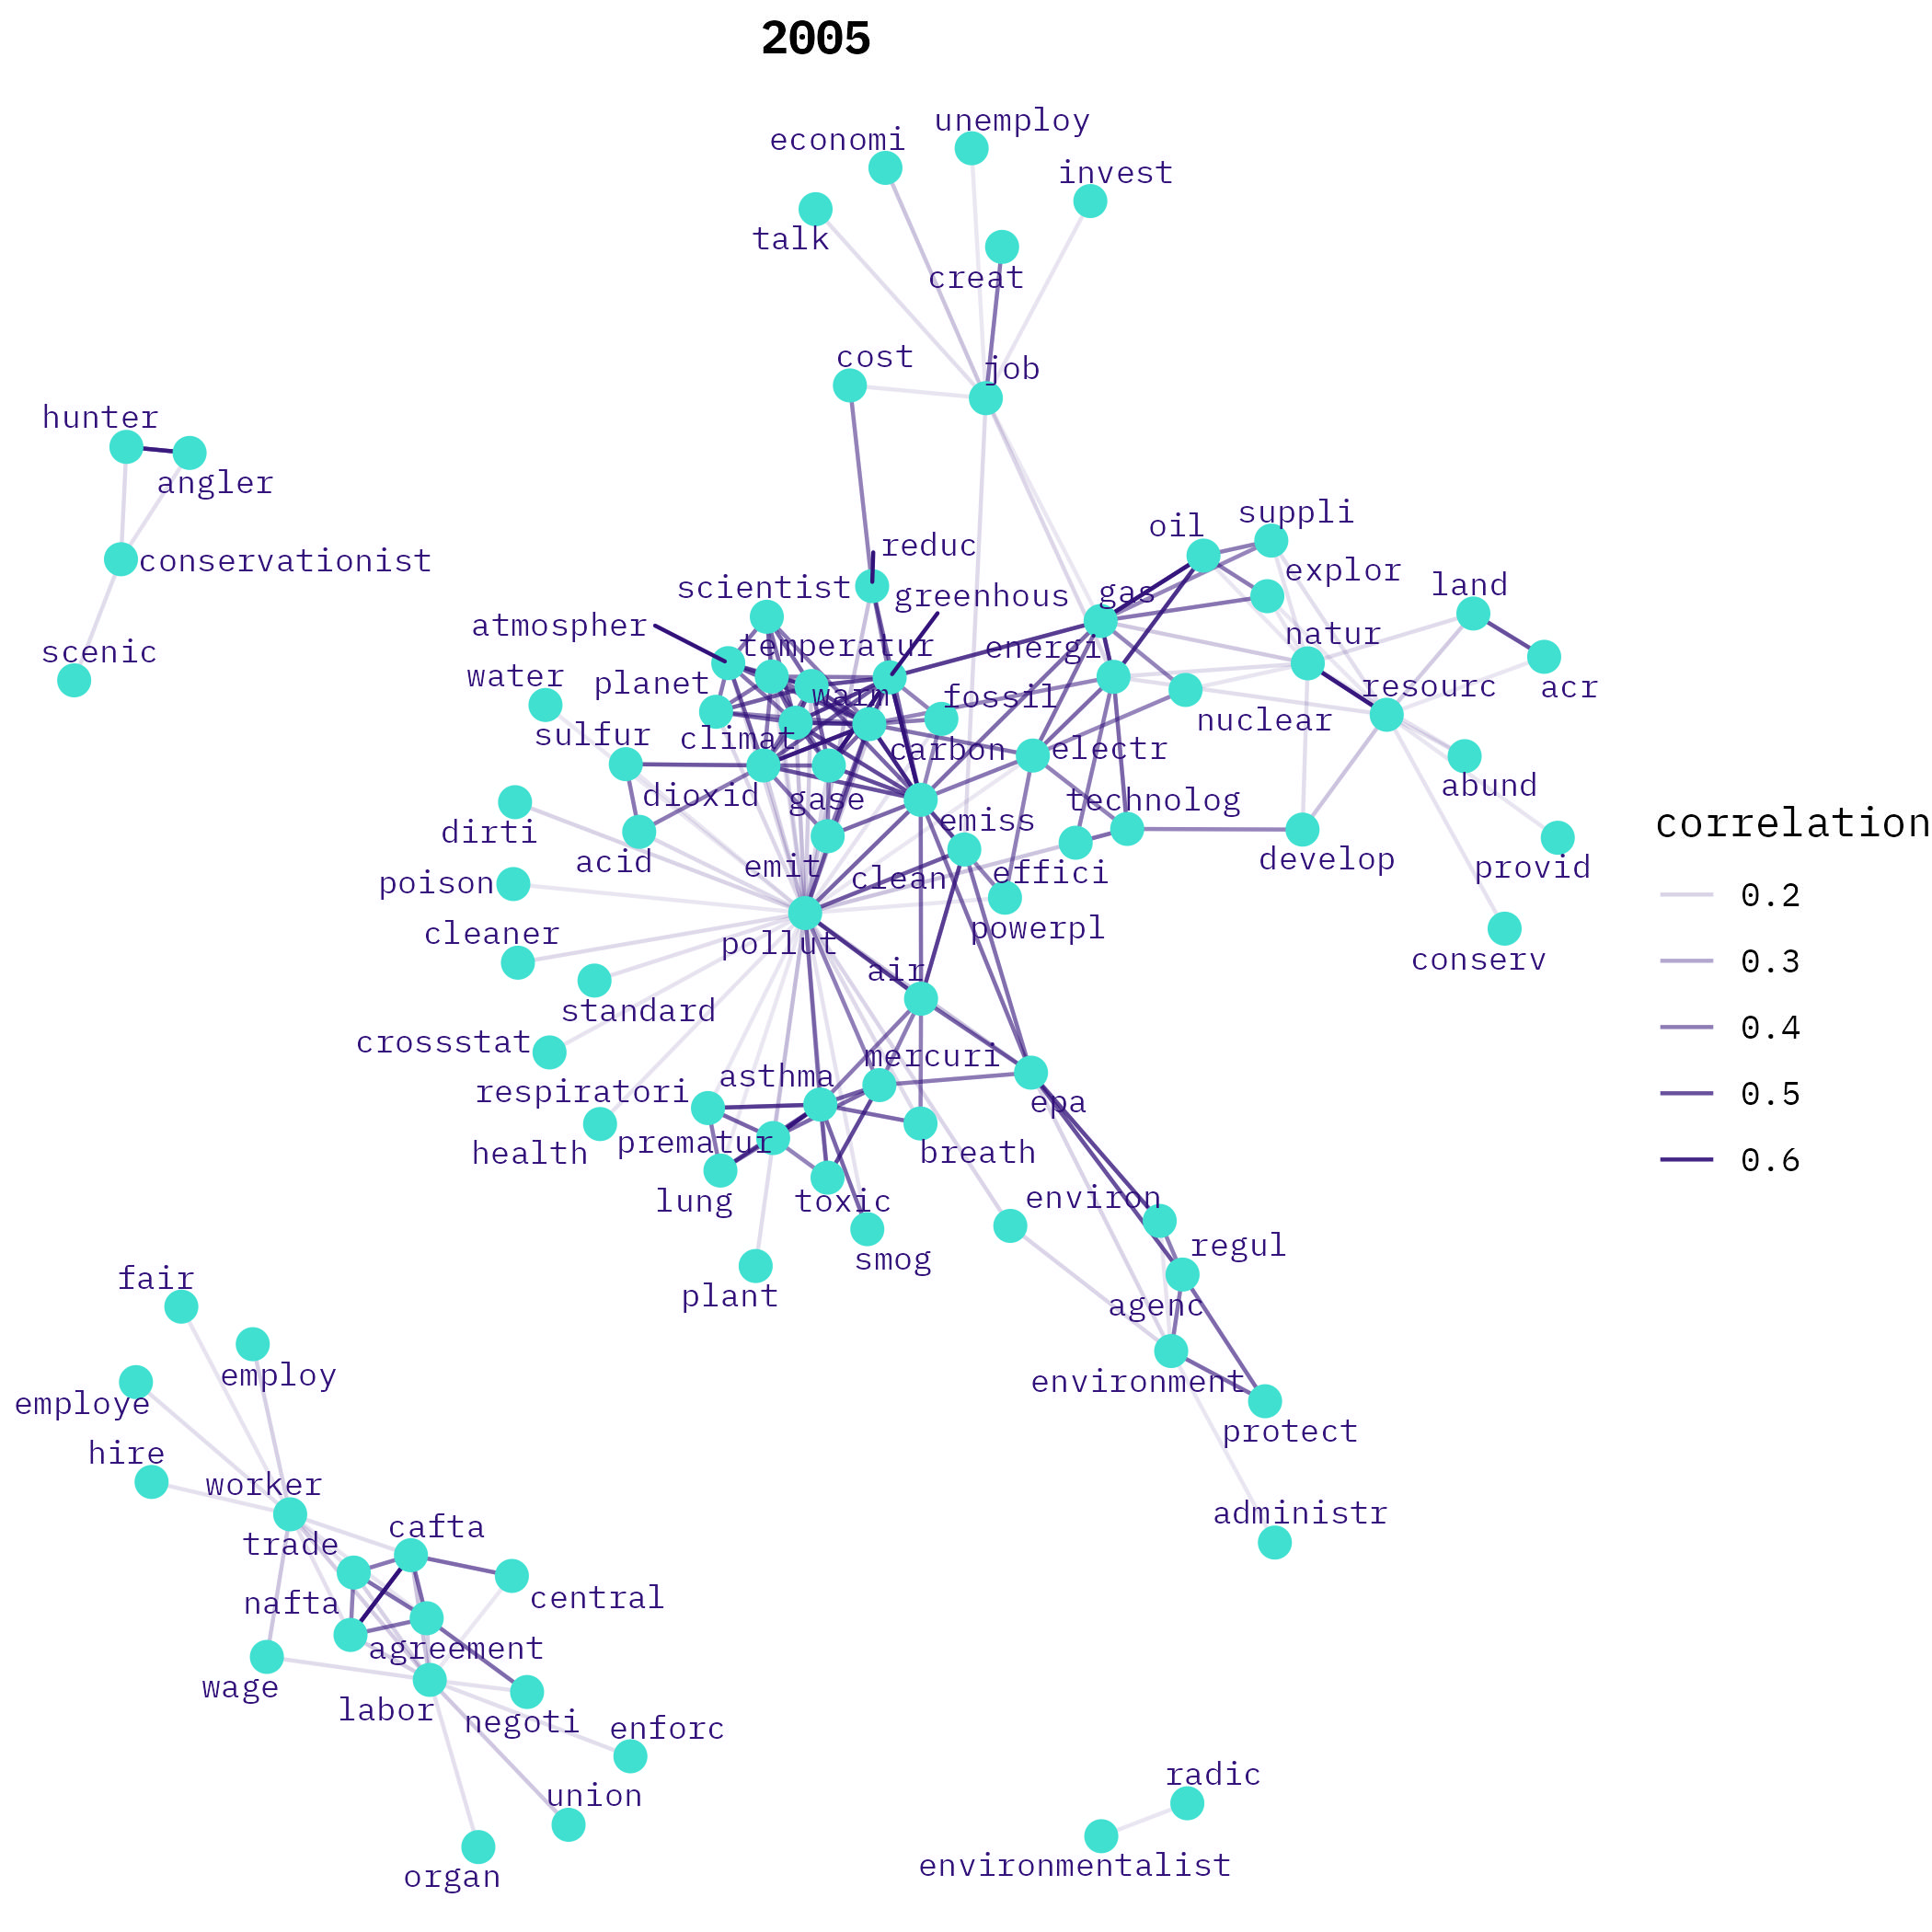 2005
unemploy
economi
invest
talk
creat
cost
job
hunter
angler
conservationist
scenic
oil
suppli
reduc
explor
scientist
greenhous
gas
land
atmospher
temperatur
energi
natur
water
planet
warm
fossil
resourc
acr
nuclear
sulfur
climat
carbon
electr
dioxid
gase
technolog
abund
emiss
dirti
acid
emit
clean
effici
develop
provid
poison
cleaner
pollut
powerpl
conserv
air
standard
crossstat
mercuri
respiratori
asthma
epa
health
prematur
breath
lung
toxic
environ
smog
regul
plant
agenc
fair
employ
environment
employe
protect
hire
worker
administr
cafta
trade
central
nafta
agreement
wage
labor
negoti
enforc
union
organ
radic
environmentalist
correlation
0.2
0.3
0.4
0.5
0.6